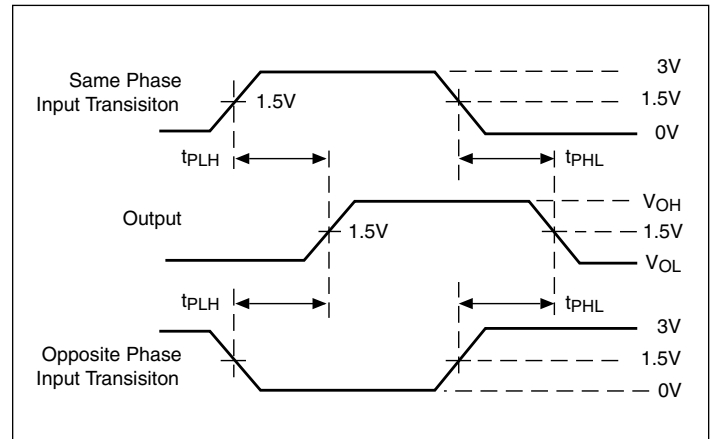 Same Phase
Input Transisiton
1.5V
3V
1.5V
0V
tPLH
tPHL
Output
1.5V
VOH
1.5V
VOL
tPLH
tPHL
Opposite Phase
Input Transisiton
3V
1.5V
0V